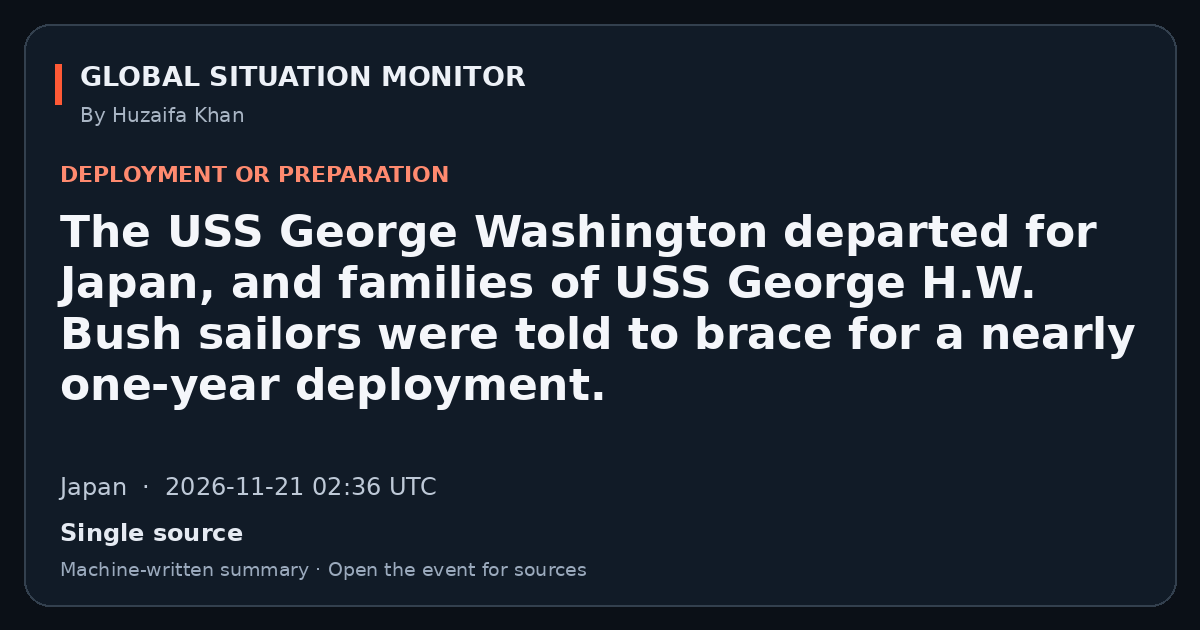 GLOBAL SITUATION MONITOR
By Huzaifa Khan
DEPLOYMENT OR PREPARATION
The USS George Washington departed for
Japan, and families of USS George H.W.
Bush sailors were told to brace for a nearly
one-year deployment.
Japan · 2026-11-21 02:36 UTC
Single source
Machine-written summary · Open the event for sources